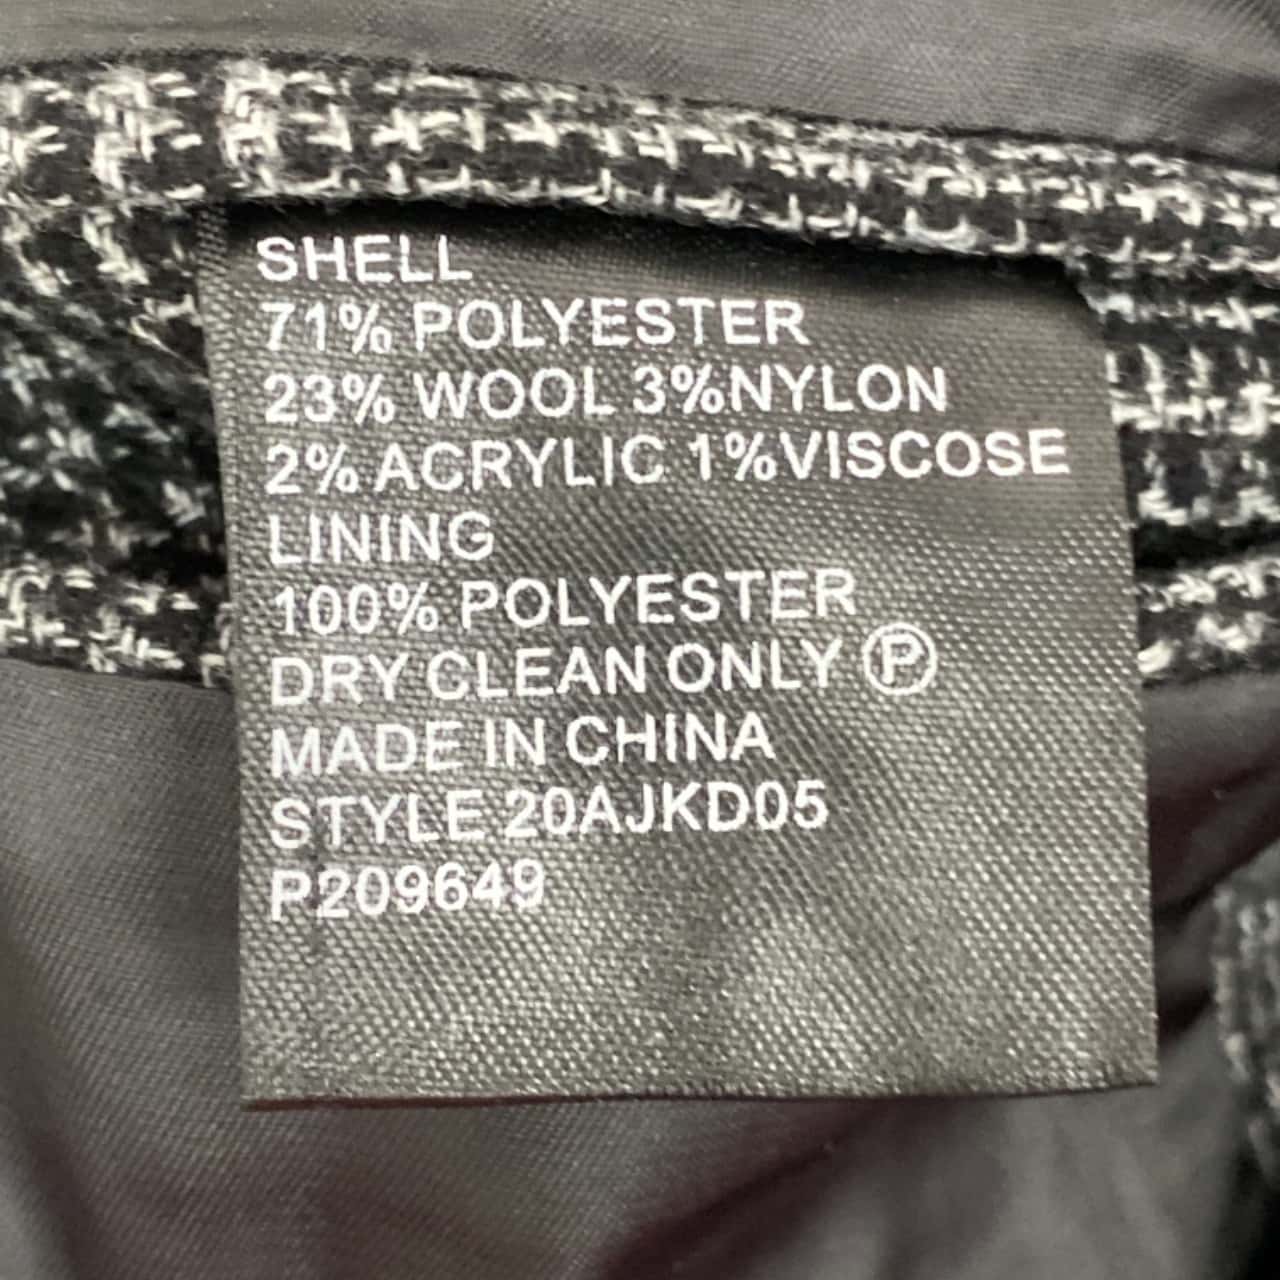 SHELL
71% POLYESTER
23% WOOL 3%NYLON
2% ACRYLIC 1%VISCOSE
LINING
100% POLYESTER
DRY CLEAN ONLY Ⓟ
MADE IN CHINA
STYLE 20AJKD05
P209649